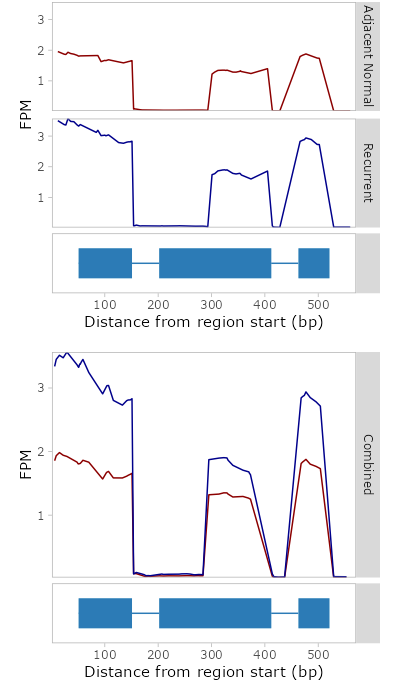 Adjacent Normal
3
2
1
FPM
Recurrent
3
2
1
100 200 300 400 500
Distance from region start (bp)
Combined
3
2
1
FPM
100 200 300 400 500
Distance from region start (bp)